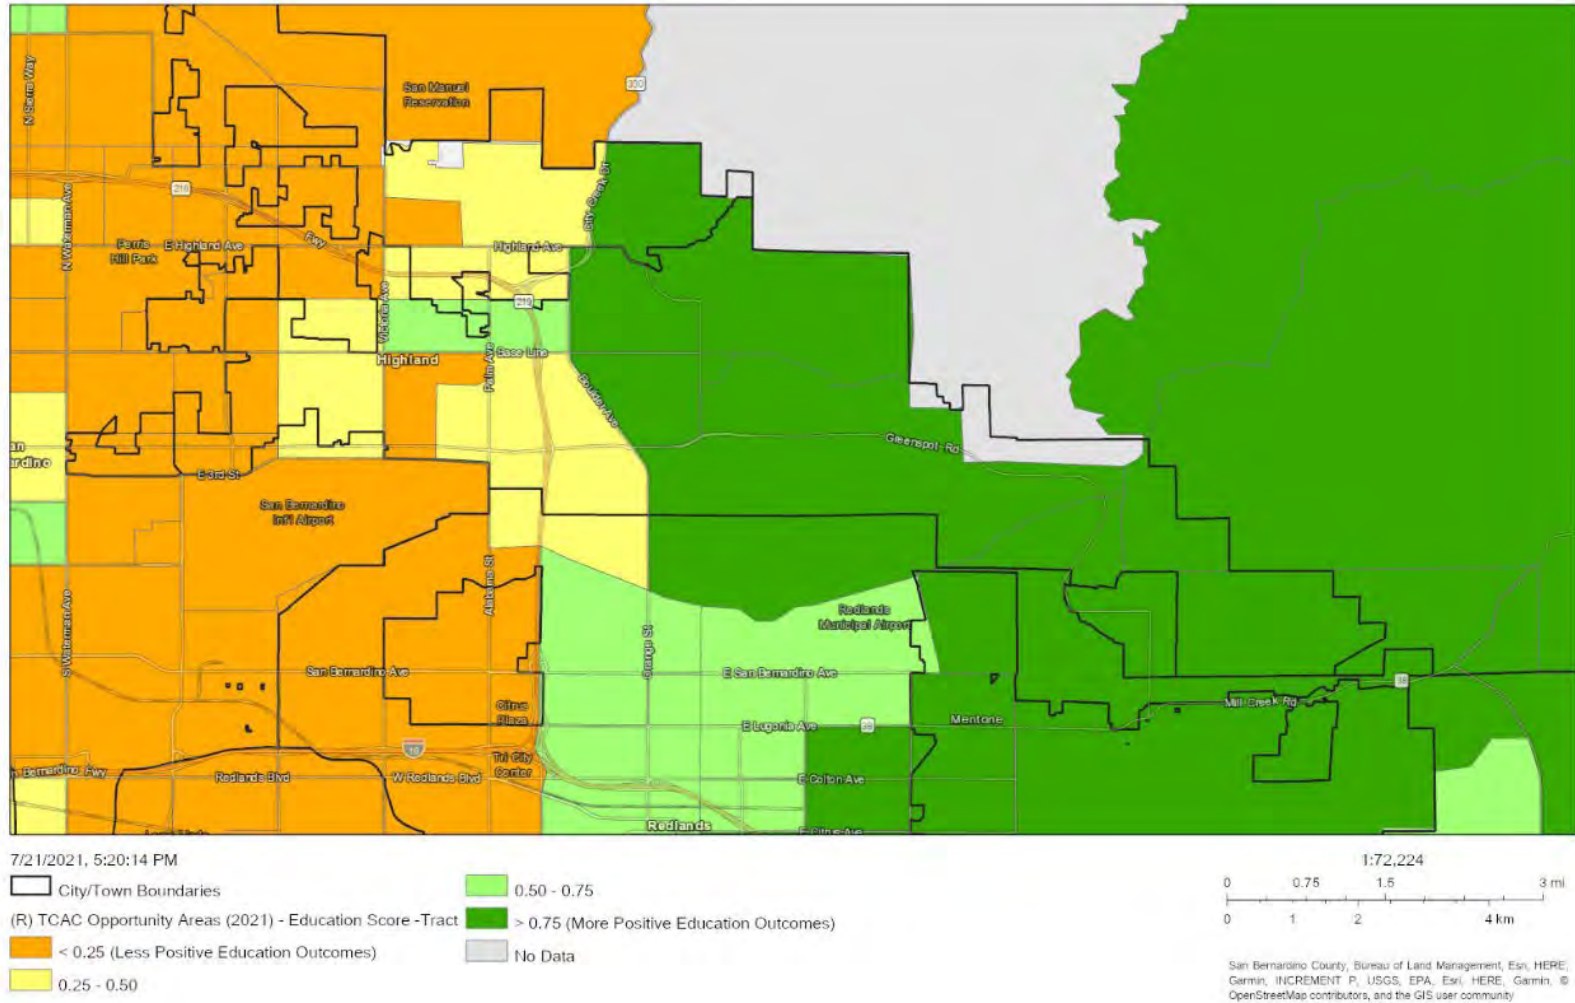 330
San Manuel
Reservation
N Sierra Way
210
City Creek Dr
N Waterman Ave
Perris
Hill Park
E Highland Ave
Fwy
Highland Ave
210
Victoria Ave
Highland
Base Line
Palm Ave
Boulder Ave
Greenspot Rd
an
ardino
E 3rd St
San Bernardino
Int'l Airport
Alabama St
S Waterman Ave
Redlands
Municipal Airport
Orange St
San Bernardino Ave
E San Bernardino Ave
38
Mill Creek Rd
Citrus
Plaza
E Lugonia Ave
38
Mentone
10
Tri City
Center
n Bernardino Fwy
Redlands Blvd
W Redlands Blvd
E Colton Ave
Redlands
E Citrus Ave
7/21/2021, 5:20:14 PM
City/Town Boundaries
(R) TCAC Opportunity Areas (2021) - Education Score -Tract
< 0.25 (Less Positive Education Outcomes)
0.25 - 0.50
0.50 - 0.75
> 0.75 (More Positive Education Outcomes)
No Data
1:72,224
0 0.75 1.5 3 mi
0 1 2 4 km
San Bernardino County, Bureau of Land Management, Esri, HERE,
Garmin, INCREMENT P, USGS, EPA, Esri, HERE, Garmin, ©
OpenStreetMap contributors, and the GIS user community